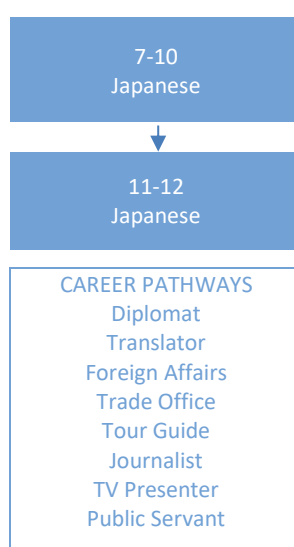 7-10
Japanese
11-12
Japanese
CAREER PATHWAYS
Diplomat
Translator
Foreign Affairs
Trade Office
Tour Guide
Journalist
TV Presenter
Public Servant